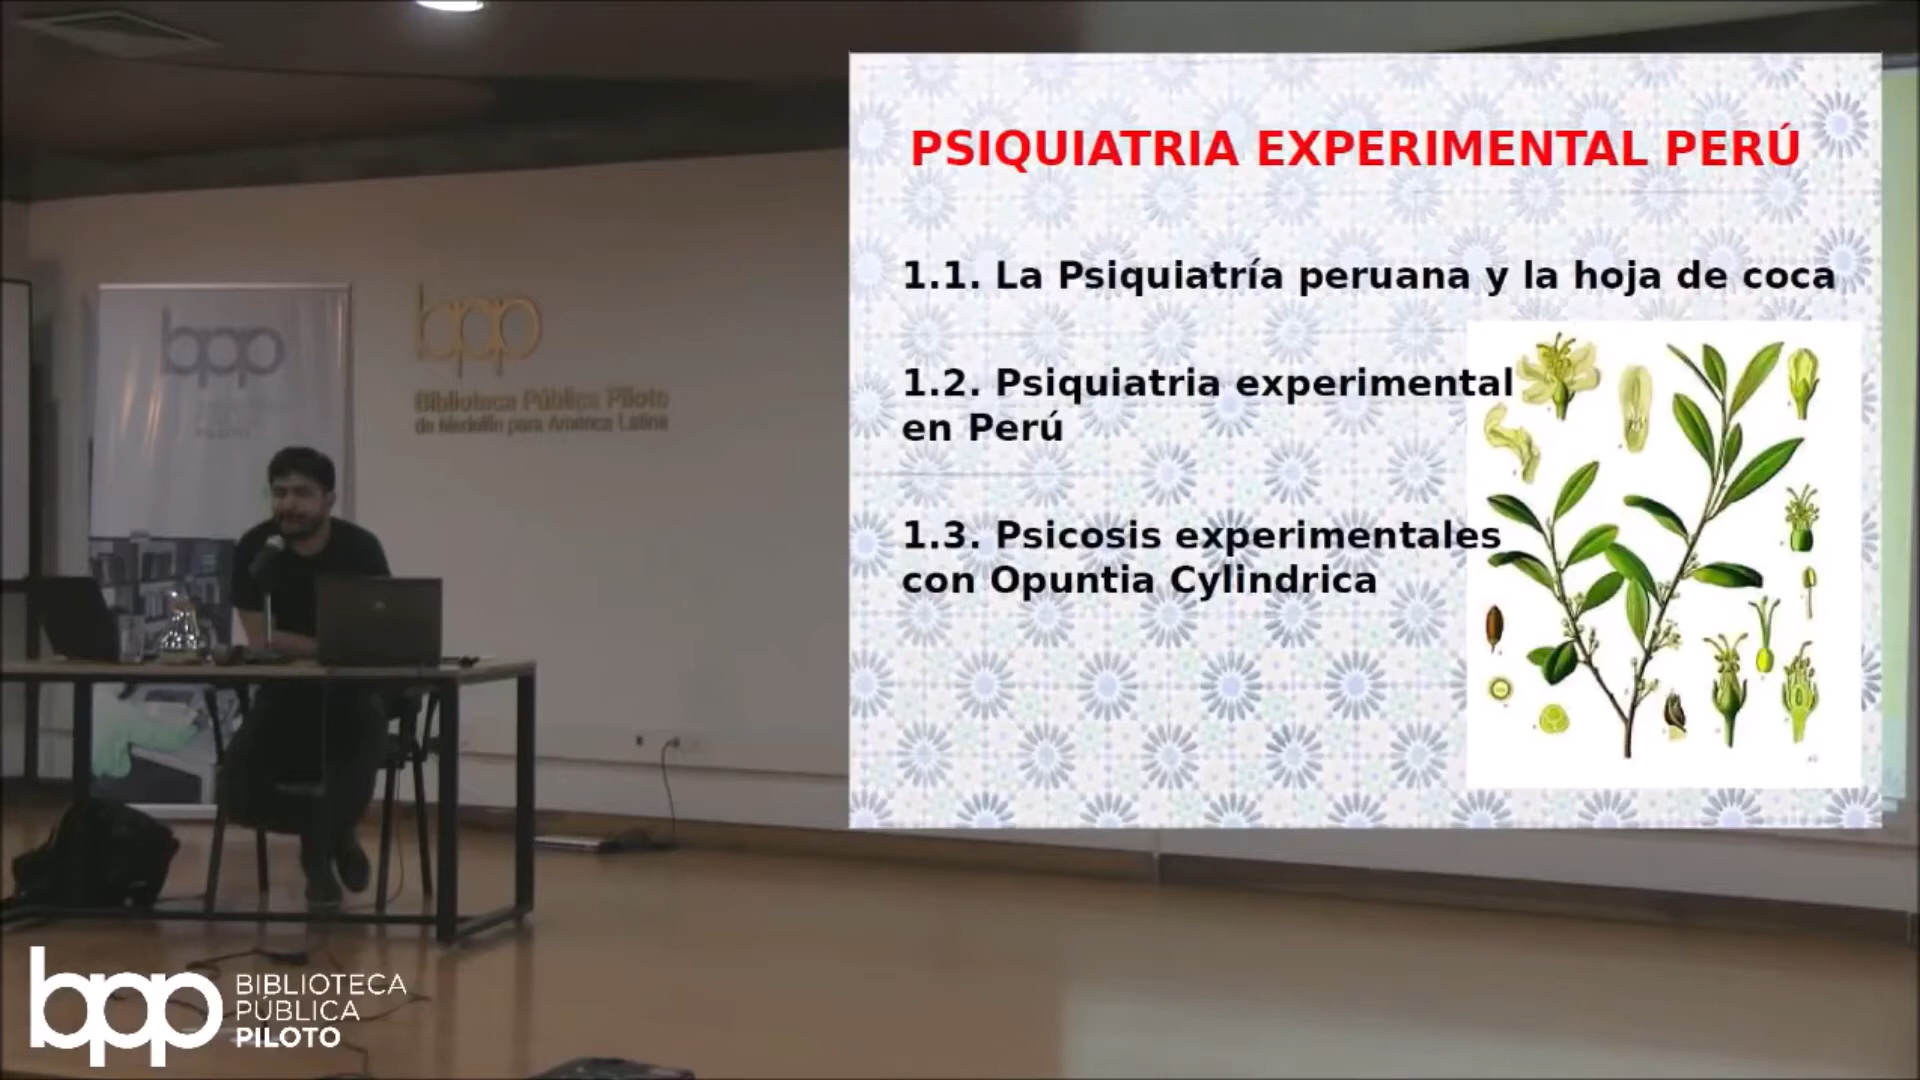 PSIQUIATRIA EXPERIMENTAL PERÚ
1.1. La Psiquiatría peruana y la hoja de coca
1.2. Psiquiatria experimental
en Perú
1.3. Psicosis experimentales
con Opuntia Cylindrica
bpp
bpp
Biblioteca Pública Piloto
de Medellín para América Latina
bpp
BIBLIOTECA
PÚBLICA
PILOTO